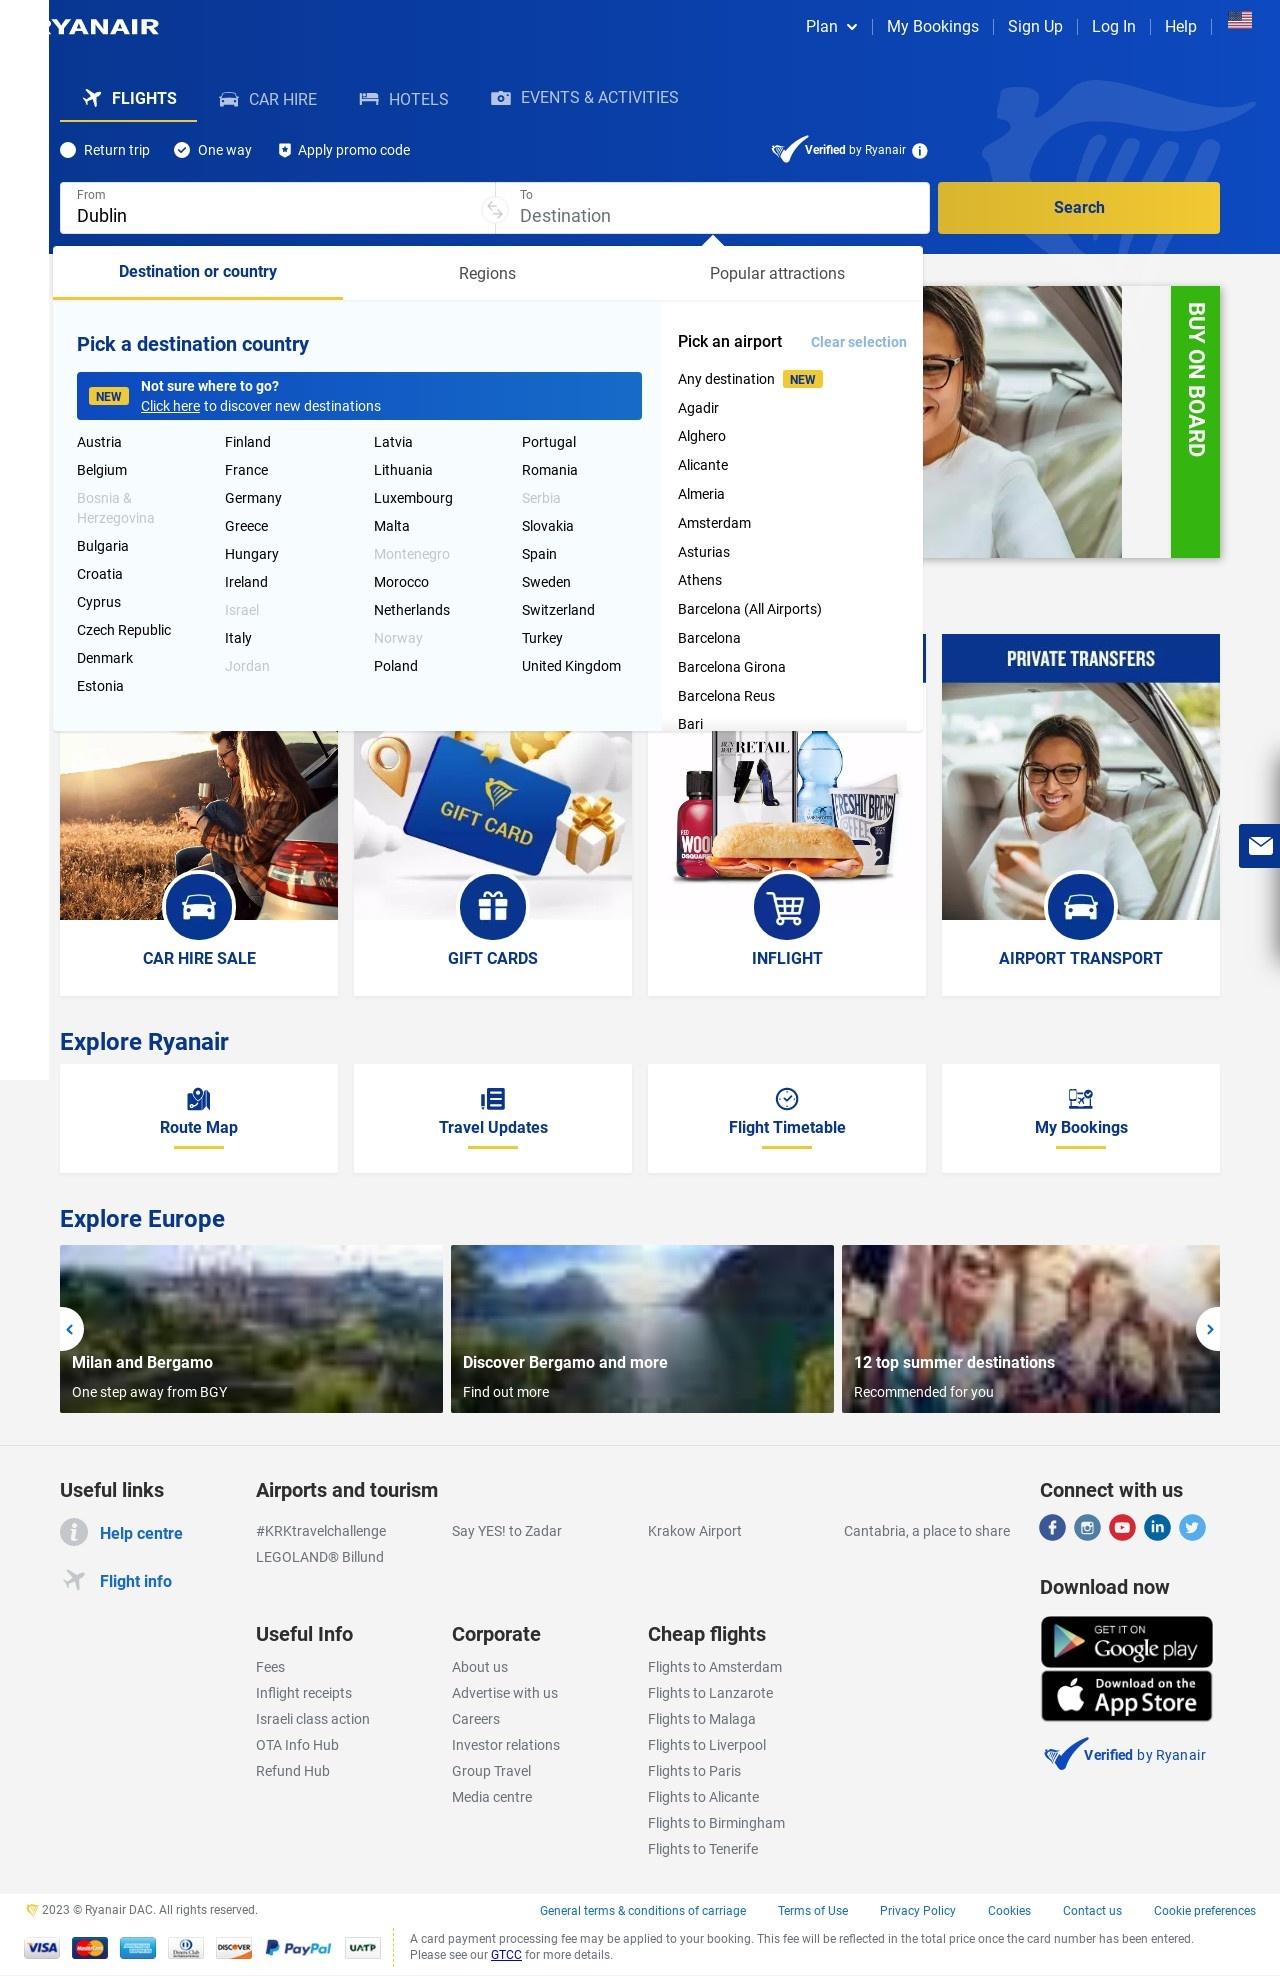 RYANAIR
Plan
My Bookings
Sign Up
Log In
Help
FLIGHTS
CAR HIRE
HOTELS
EVENTS & ACTIVITIES
Return trip
One way
Apply promo code
Verified by Ryanair
From
Dublin
To
Destination
Search
Destination or country
Regions
Popular attractions
Pick a destination country
NEW
Not sure where to go?
Click here to discover new destinations
Austria
Belgium
Bosnia &
Herzegovina
Bulgaria
Croatia
Cyprus
Czech Republic
Denmark
Estonia
Finland
France
Germany
Greece
Hungary
Ireland
Israel
Italy
Jordan
Latvia
Lithuania
Luxembourg
Malta
Montenegro
Morocco
Netherlands
Norway
Poland
Portugal
Romania
Serbia
Slovakia
Spain
Sweden
Switzerland
Turkey
United Kingdom
Pick an airport
Clear selection
Any destination NEW
Agadir
Alghero
Alicante
Almeria
Amsterdam
Asturias
Athens
Barcelona (All Airports)
Barcelona
Barcelona Girona
Barcelona Reus
Bari
BUY ON BOARD
PRIVATE TRANSFERS
GIFT CARD
RETAIL
CAR HIRE SALE
GIFT CARDS
INFLIGHT
AIRPORT TRANSPORT
Explore Ryanair
Route Map
Travel Updates
Flight Timetable
My Bookings
Explore Europe
Milan and Bergamo
One step away from BGY
Discover Bergamo and more
Find out more
12 top summer destinations
Recommended for you
Useful links
Help centre
Flight info
Airports and tourism
#KRKtravelchallenge
Say YES! to Zadar
Krakow Airport
Cantabria, a place to share
LEGOLAND® Billund
Useful Info
Fees
Inflight receipts
Israeli class action
OTA Info Hub
Refund Hub
Corporate
About us
Advertise with us
Careers
Investor relations
Group Travel
Media centre
Cheap flights
Flights to Amsterdam
Flights to Lanzarote
Flights to Malaga
Flights to Liverpool
Flights to Paris
Flights to Alicante
Flights to Birmingham
Flights to Tenerife
Connect with us
Download now
GET IT ON
Google play
Download on the
App Store
Verified by Ryanair
2023 © Ryanair DAC. All rights reserved.
General terms & conditions of carriage
Terms of Use
Privacy Policy
Cookies
Contact us
Cookie preferences
VISA
MasterCard
DISCOVER
PayPal
UATP
A card payment processing fee may be applied to your booking. This fee will be reflected in the total price once the card number has been entered.
Please see our GTCC for more details.